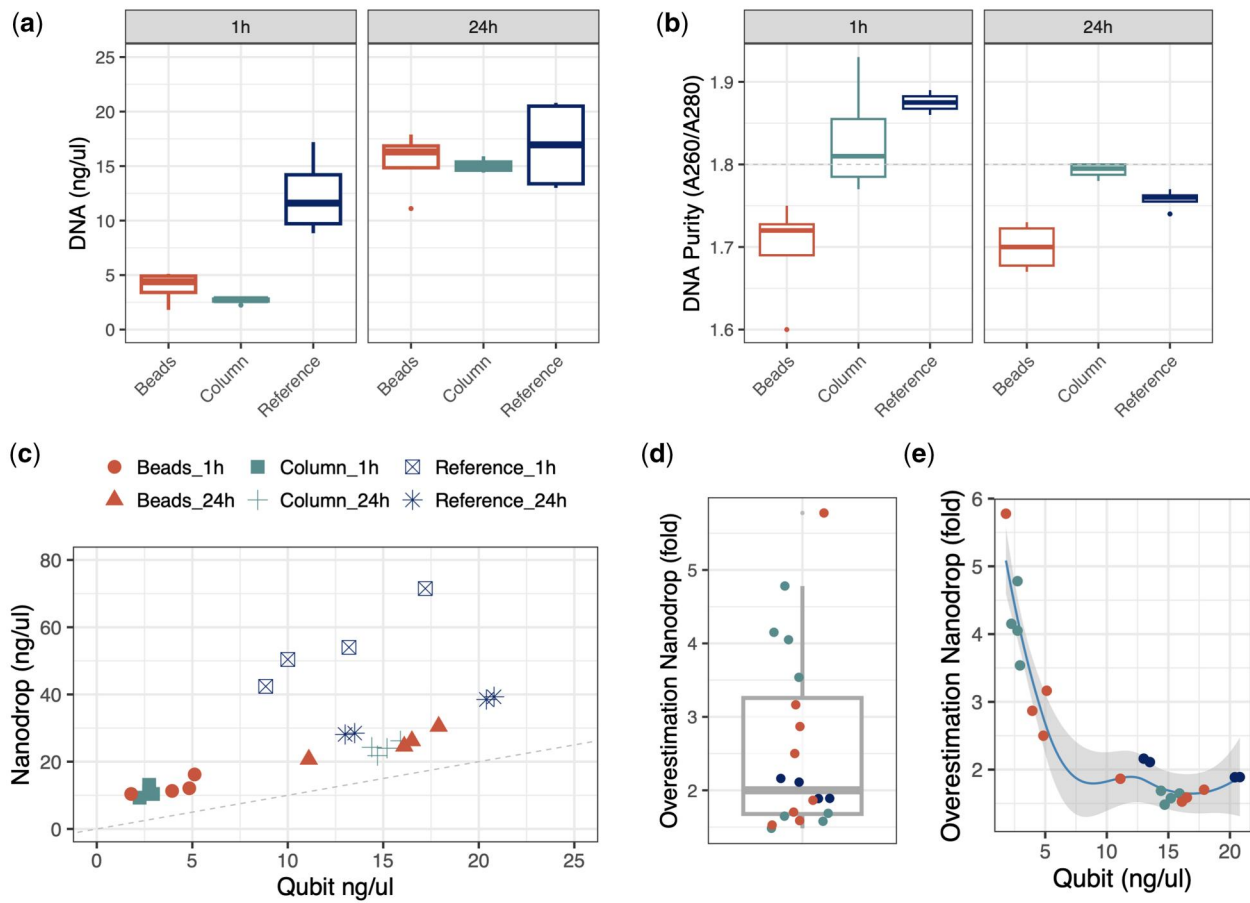 (a)
1h
24h
DNA (ng/ul)
25
20
15
10
5
0
Beads
Column
Reference
Beads
Column
Reference
(b)
1h
24h
DNA Purity (A260/A280)
1.9
1.8
1.7
1.6
Beads
Column
Reference
Beads
Column
Reference
(c)
Beads_1h
Column_1h
Reference_1h
Beads_24h
Column_24h
Reference_24h
Nanodrop (ng/ul)
80
60
40
20
0
0
5
10
15
20
25
Qubit ng/ul
(d)
Overestimation Nanodrop (fold)
5
4
3
2
(e)
Overestimation Nanodrop (fold)
6
5
4
3
2
5
10
15
20
Qubit (ng/ul)